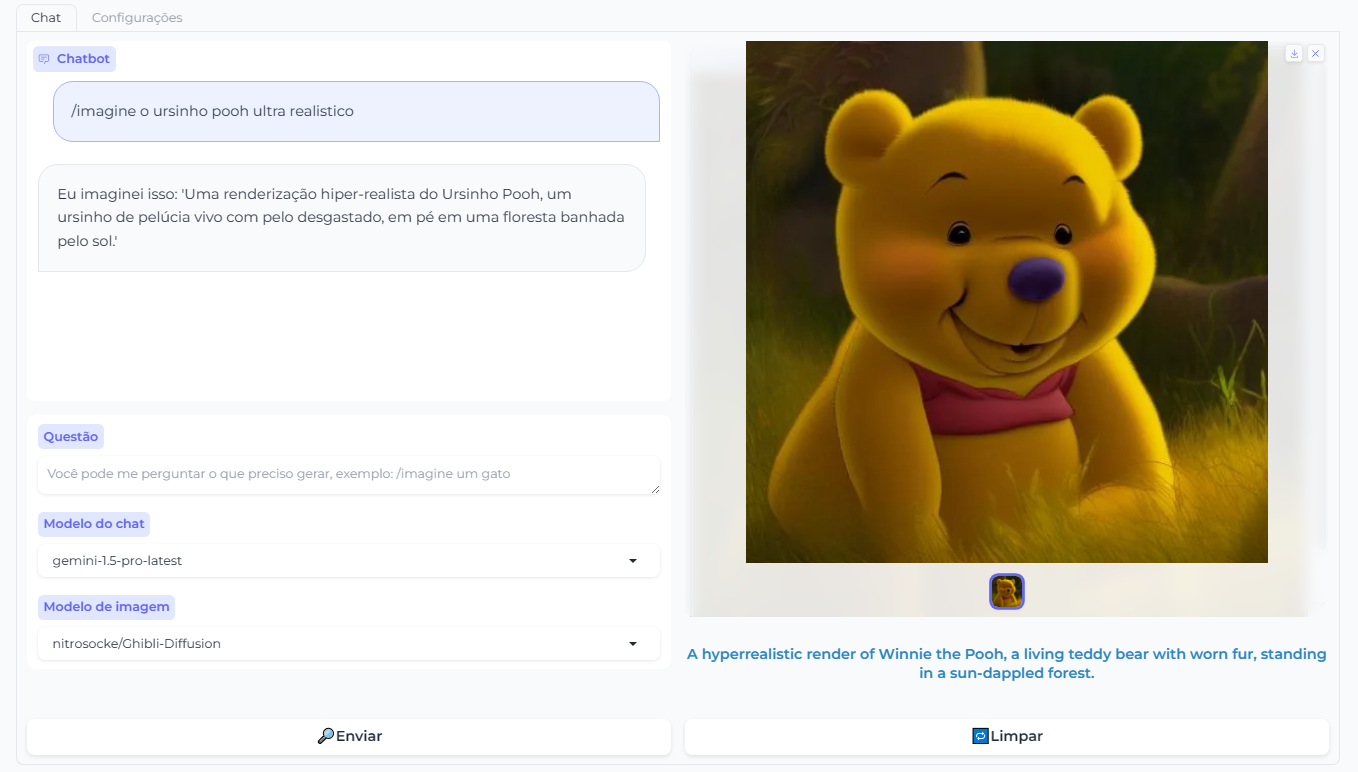 Chat
Configurações
Chatbot
/imagine o ursinho pooh ultra realistico
Eu imaginei isso: 'Uma renderização hiper-realista do Ursinho Pooh, um
ursinho de pelúcia vivo com pelo desgastado, em pé em uma floresta banhada
pelo sol.'
Questão
Você pode me perguntar o que preciso gerar, exemplo: /imagine um gato
Modelo do chat
gemini-1.5-pro-latest
Modelo de imagem
nitrosocke/Ghibli-Diffusion
A hyperrealistic render of Winnie the Pooh, a living teddy bear with worn fur, standing
in a sun-dappled forest.
Enviar
Limpar